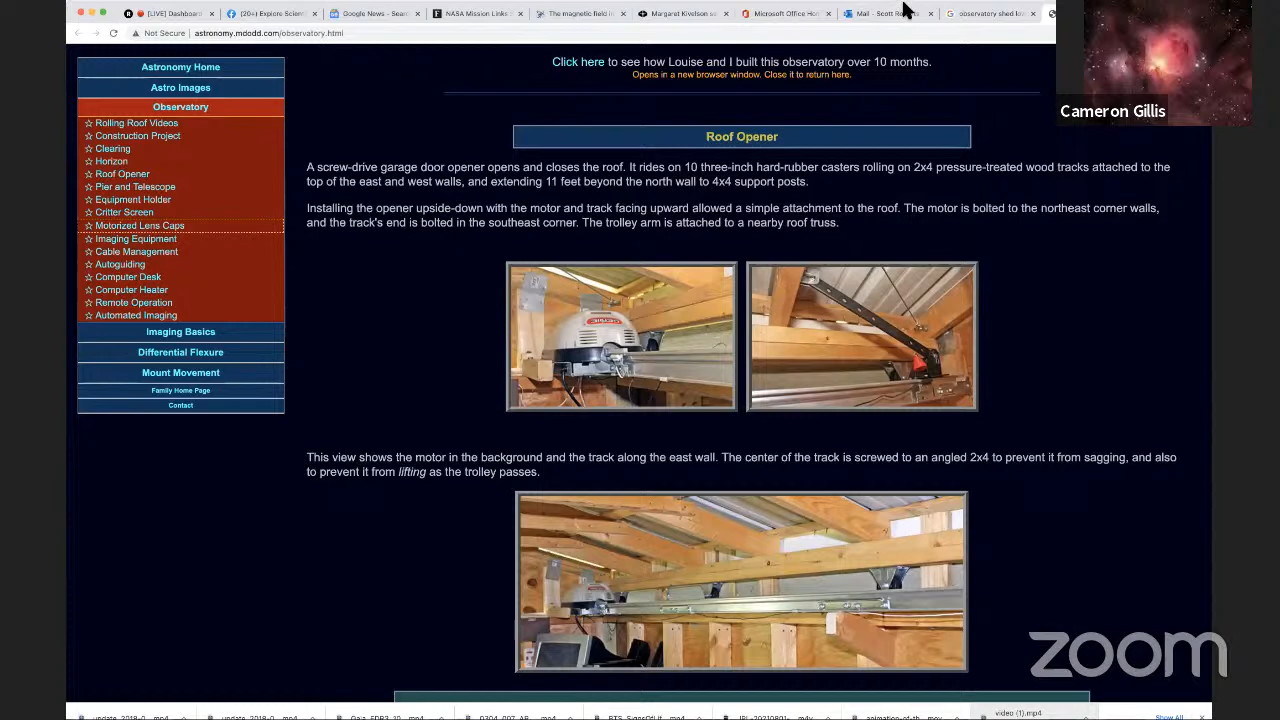 [LIVE] Dashboard
(20+) Explore Scient
Google News - Sear
NASA Mission Links
The magnetic field in
Margaret Kivelson
Microsoft Office Hom
Mail - Scott
observatory shed lov
Not Secure | astronomy.mdodd.com/observatory.html
Cameron Gillis
Astronomy Home
Astro Images
Observatory
☆ Rolling Roof Videos
☆ Construction Project
☆ Clearing
☆ Horizon
☆ Roof Opener
☆ Pier and Telescope
☆ Equipment Holder
☆ Critter Screen
☆ Motorized Lens Caps
☆ Imaging Equipment
☆ Cable Management
☆ Autoguiding
☆ Computer Desk
☆ Computer Heater
☆ Remote Operation
☆ Automated Imaging
Imaging Basics
Differential Flexure
Mount Movement
Family Home Page
Contact
Click here to see how Louise and I built this observatory over 10 months.
Opens in a new browser window. Close it to return here.
Roof Opener
A screw-drive garage door opener opens and closes the roof. It rides on 10 three-inch hard-rubber casters rolling on 2x4 pressure-treated wood tracks attached to the
top of the east and west walls, and extending 11 feet beyond the north wall to 4x4 support posts.
Installing the opener upside-down with the motor and track facing upward allowed a simple attachment to the roof. The motor is bolted to the northeast corner walls,
and the track's end is bolted in the southeast corner. The trolley arm is attached to a nearby roof truss.
This view shows the motor in the background and the track along the east wall. The center of the track is screwed to an angled 2x4 to prevent it from sagging, and also
to prevent it from lifting as the trolley passes.
zoom
video (1).mp4
Show All